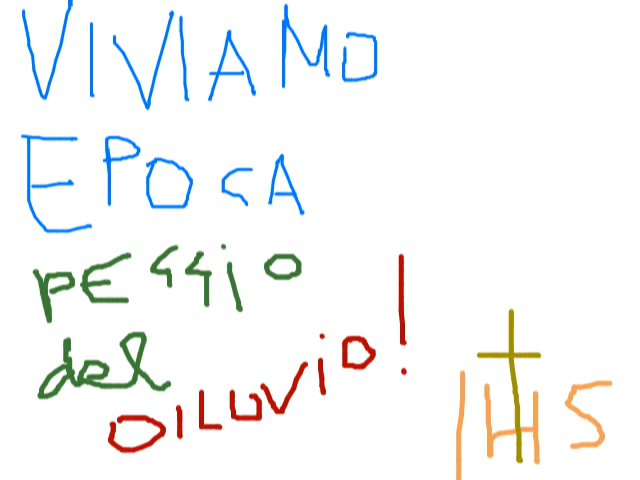 VIVIAMO
EPOCA
PEGGiO
del
DILUViO!
IHS